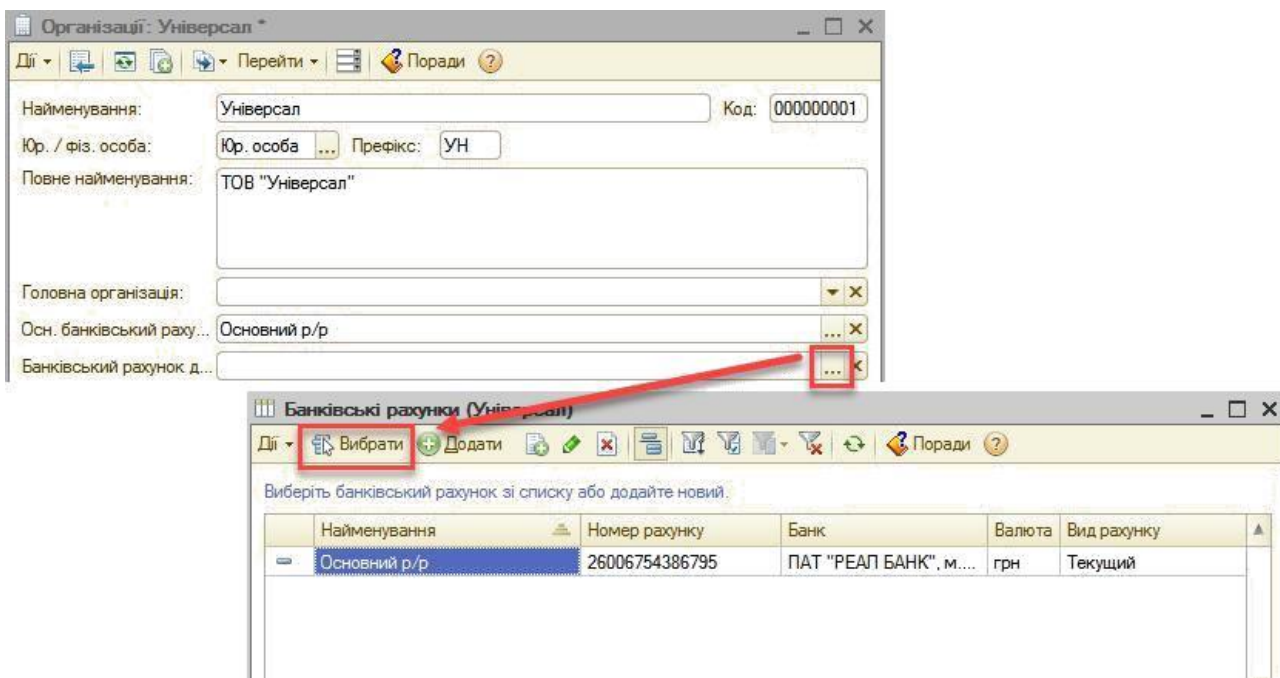 Організації: Універсал *
Дії Перейти Поради
Найменування: Універсал Код: 000000001
Юр. / фіз. особа: Юр. особа ... Префікс: УН
Повне найменування: ТОВ "Універсал"
Головна організація:
Осн. банківський раху... Основний р/р ...
Банківський рахунок д... ...
Банківські рахунки (Універсал)
Дії Вибрати Додати Поради
Виберіть банківський рахунок зі списку або додайте новий.
Найменування Номер рахунку Банк Валюта Вид рахунку
Основний р/р 26006754386795 ПАТ "РЕАЛ БАНК", м.... грн Текущий